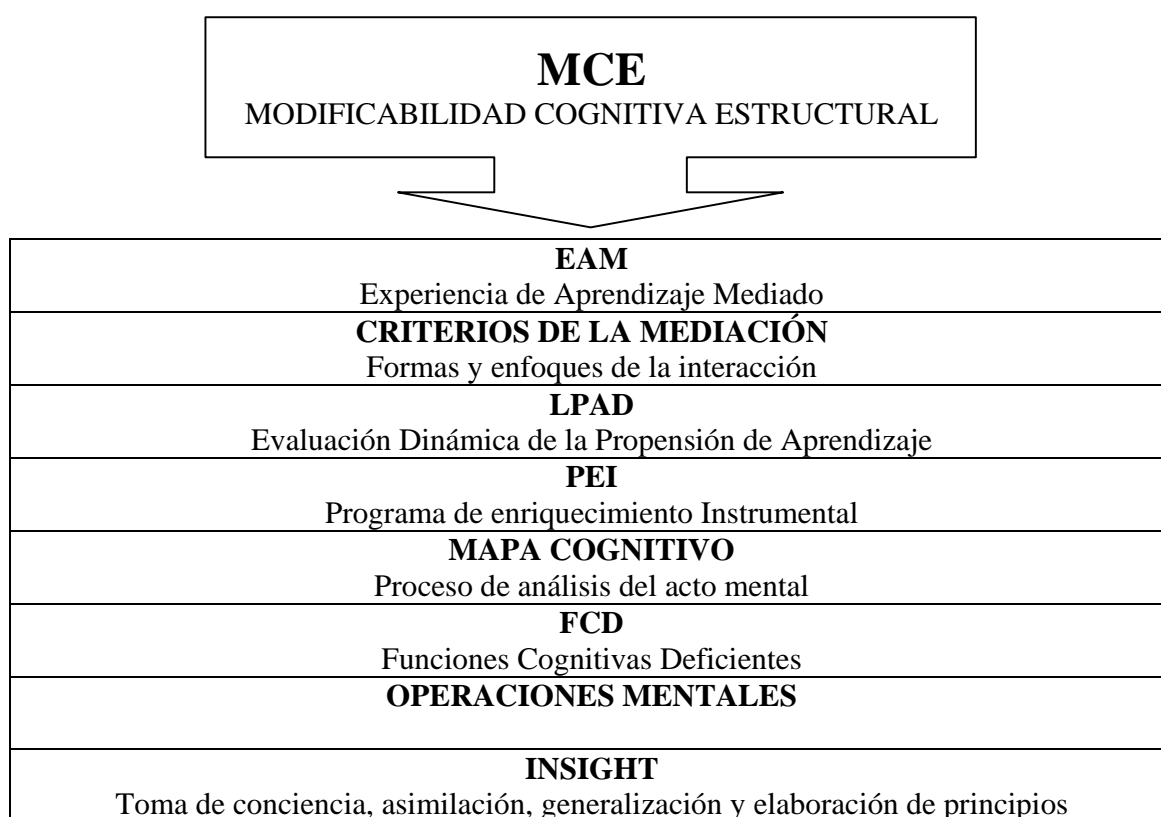 MCE
MODIFICABILIDAD COGNITIVA ESTRUCTURAL
EAM
Experiencia de Aprendizaje Mediado
CRITERIOS DE LA MEDIACIÓN
Formas y enfoques de la interacción
LPAD
Evaluación Dinámica de la Propensión de Aprendizaje
PEI
Programa de enriquecimiento Instrumental
MAPA COGNITIVO
Proceso de análisis del acto mental
FCD
Funciones Cognitivas Deficientes
OPERACIONES MENTALES
INSIGHT
Toma de conciencia, asimilación, generalización y elaboración de principios